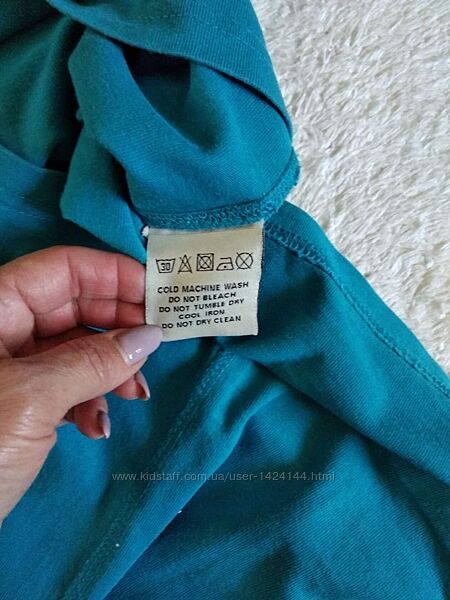 30
COLD MACHINE WASH
DO NOT BLEACH
DO NOT TUMBLE DRY
COOL IRON
DO NOT DRY CLEAN
www.kidstaff.com.ua/user-1424144.html